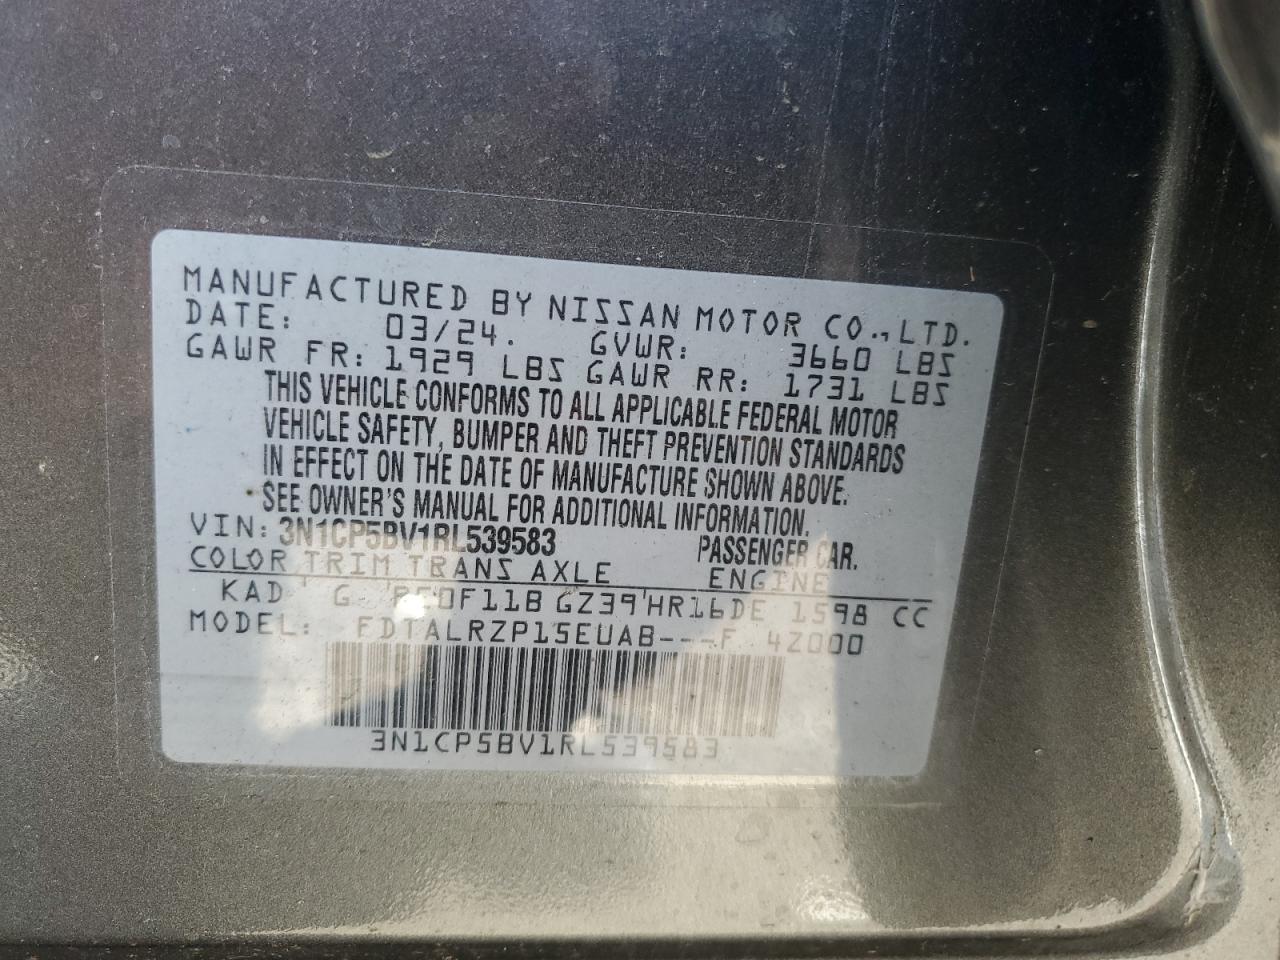 MANUFACTURED BY NISSAN MOTOR CO., LTD.
DATE: 03/24. GVWR: 3660 LBS
GAWR FR: 1929 LBS GAWR RR: 1731 LBS
THIS VEHICLE CONFORMS TO ALL APPLICABLE FEDERAL MOTOR
VEHICLE SAFETY, BUMPER AND THEFT PREVENTION STANDARDS
IN EFFECT ON THE DATE OF MANUFACTURE SHOWN ABOVE.
SEE OWNER'S MANUAL FOR ADDITIONAL INFORMATION.
VIN: 3N1CP5BV1RL539583 PASSENGER CAR.
COLOR TRIM TRANS AXLE ENGINE
KAD G GZ39 HR16DE 1598 CC
MODEL: FDTALRZP15EUAB---F 42000
3N1CP5BV1RL539583